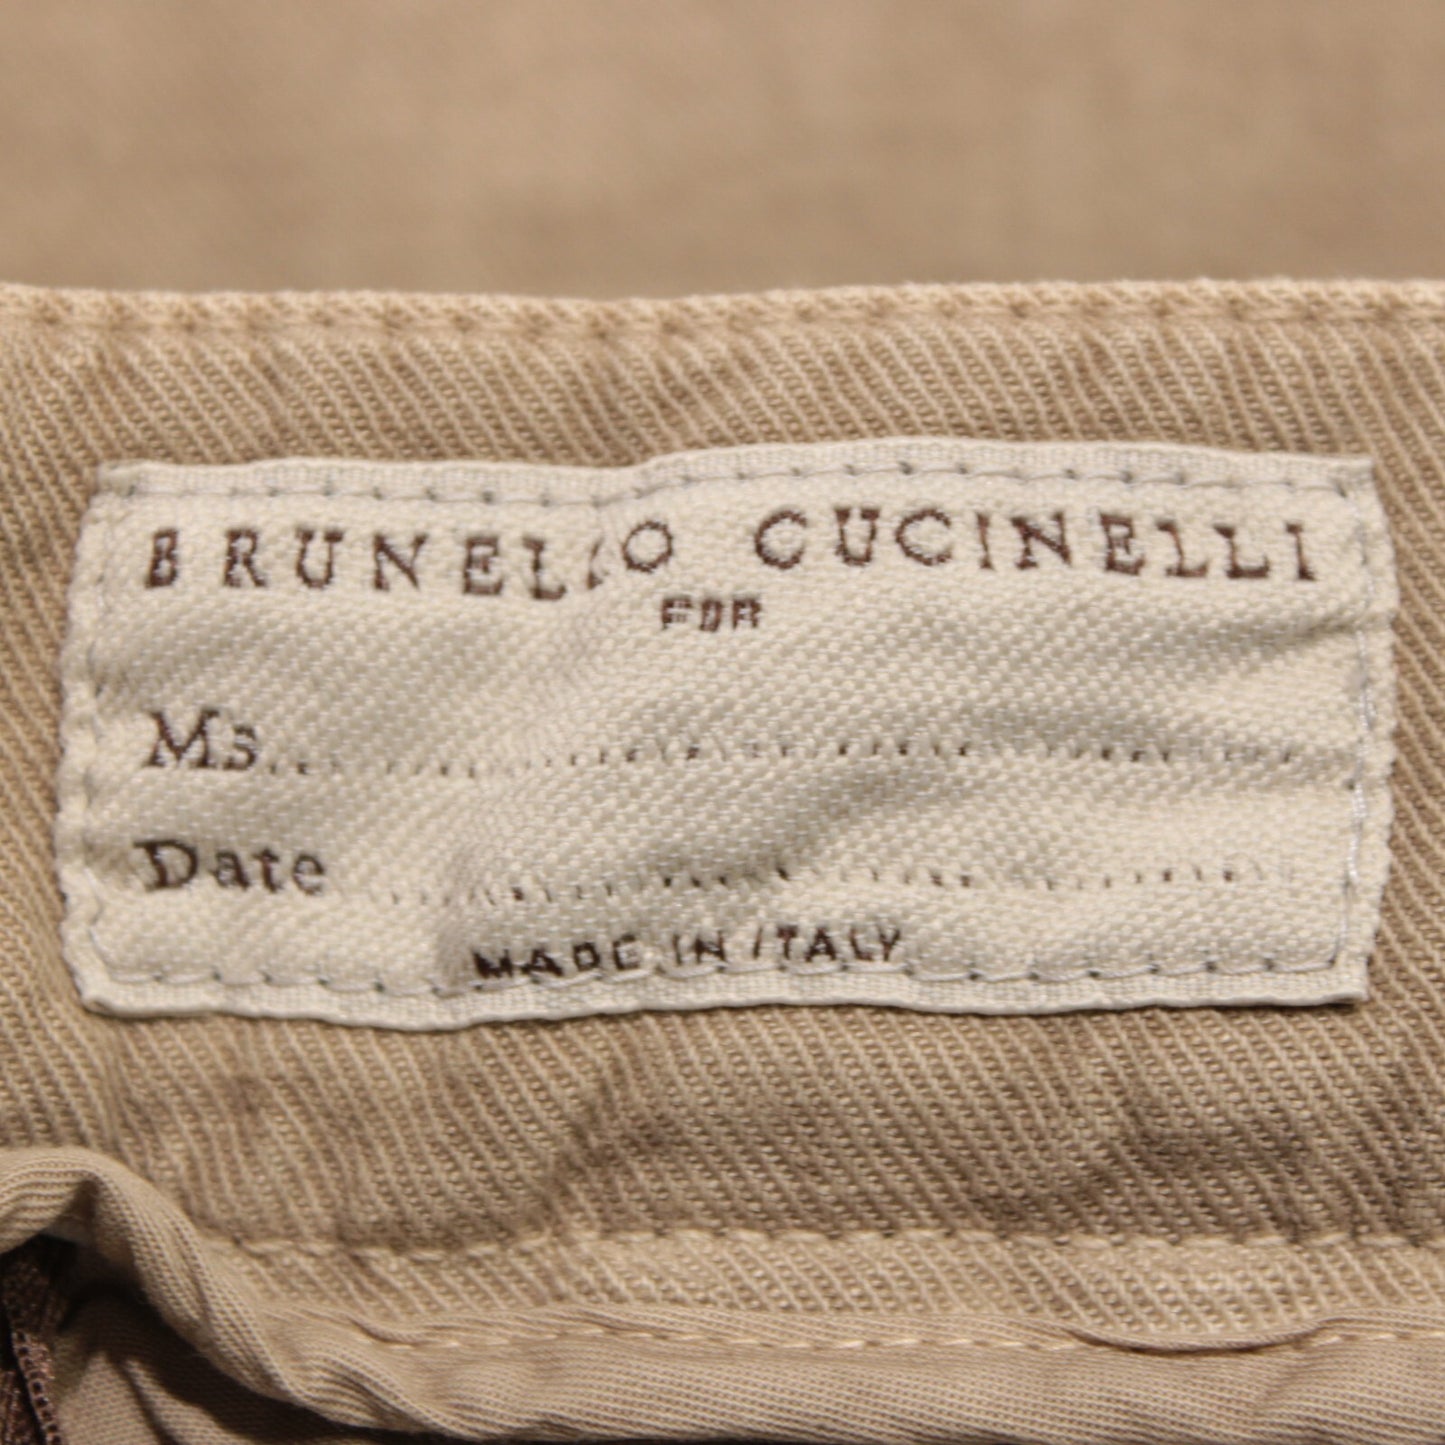 BRUNELLO CUCINELLI
FOR
Ms..............................
Date ..............................
MADE IN ITALY